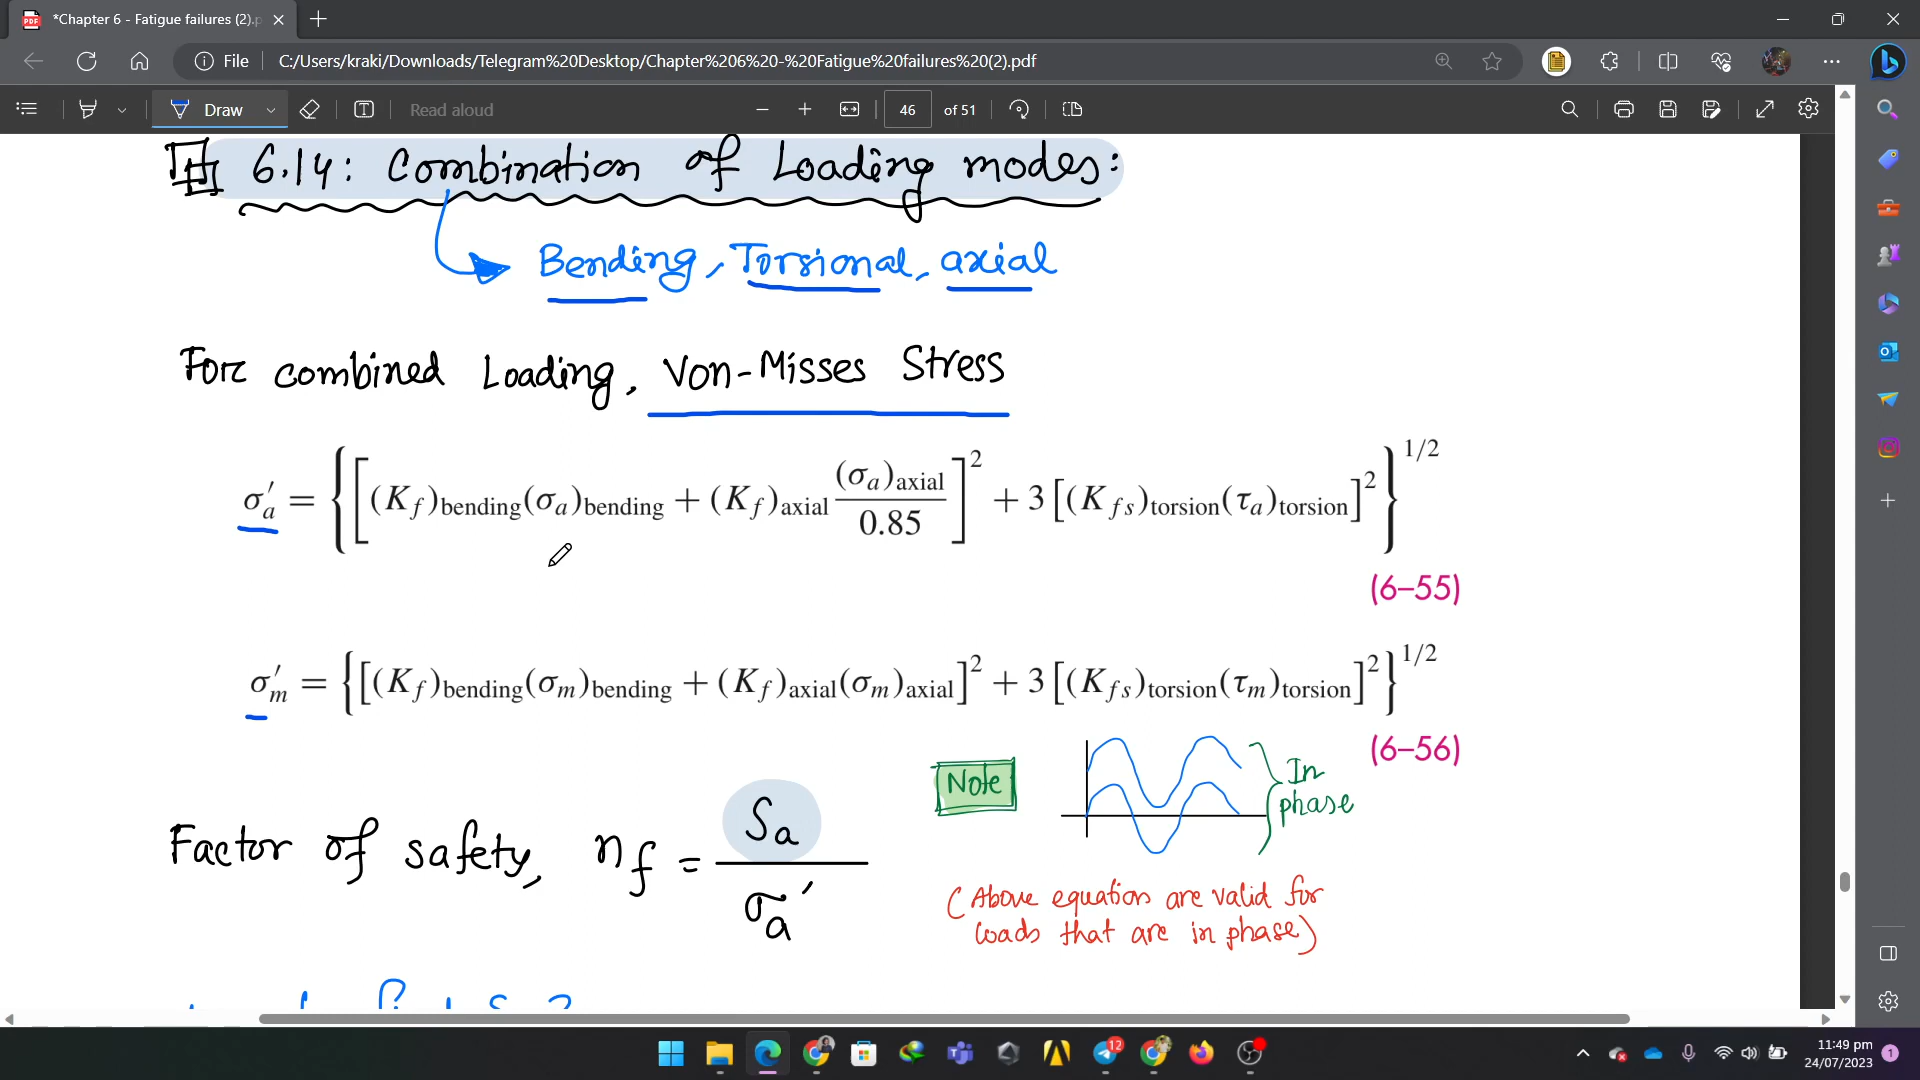 *Chapter 6 - Fatigue failures (2).p
File
C:/Users/kraki/Downloads/Telegram%20Desktop/Chapter%206%20-%20Fatigue%20failures%20(2).pdf
Draw
Read aloud
46 of 51
6.14: Combination of Loading modes:
Bending, Torsional, axial
For combined Loading, Von-Misses Stress
σ′a = {[(Kf)bending(σa)bending + (Kf)axial (σa)axial/0.85]² + 3[(Kfs)torsion(τa)torsion]²}^1/2
(6–55)
σ′m = {[(Kf)bending(σm)bending + (Kf)axial(σm)axial]² + 3[(Kfs)torsion(τm)torsion]²}^1/2
(6–56)
Note
In phase
Factor of safety, nf = Sa/σa′
(Above equation are valid for
loads that are in phase)
12
11:49 pm
24/07/2023
1